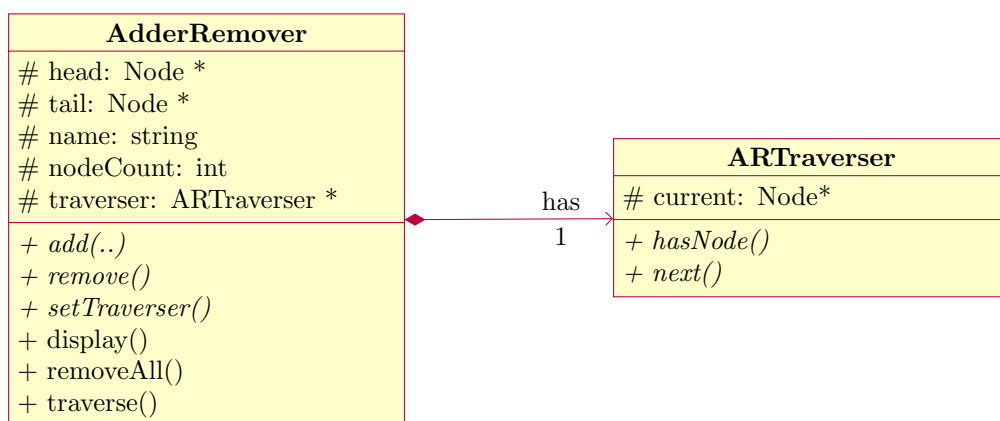 AdderRemover
# head: Node *
# tail: Node *
# name: string
# nodeCount: int
# traverser: ARTraverser *
+ add(..)
+ remove()
+ setTraverser()
+ display()
+ removeAll()
+ traverse()
has
1
ARTraverser
# current: Node*
+ hasNode()
+ next()